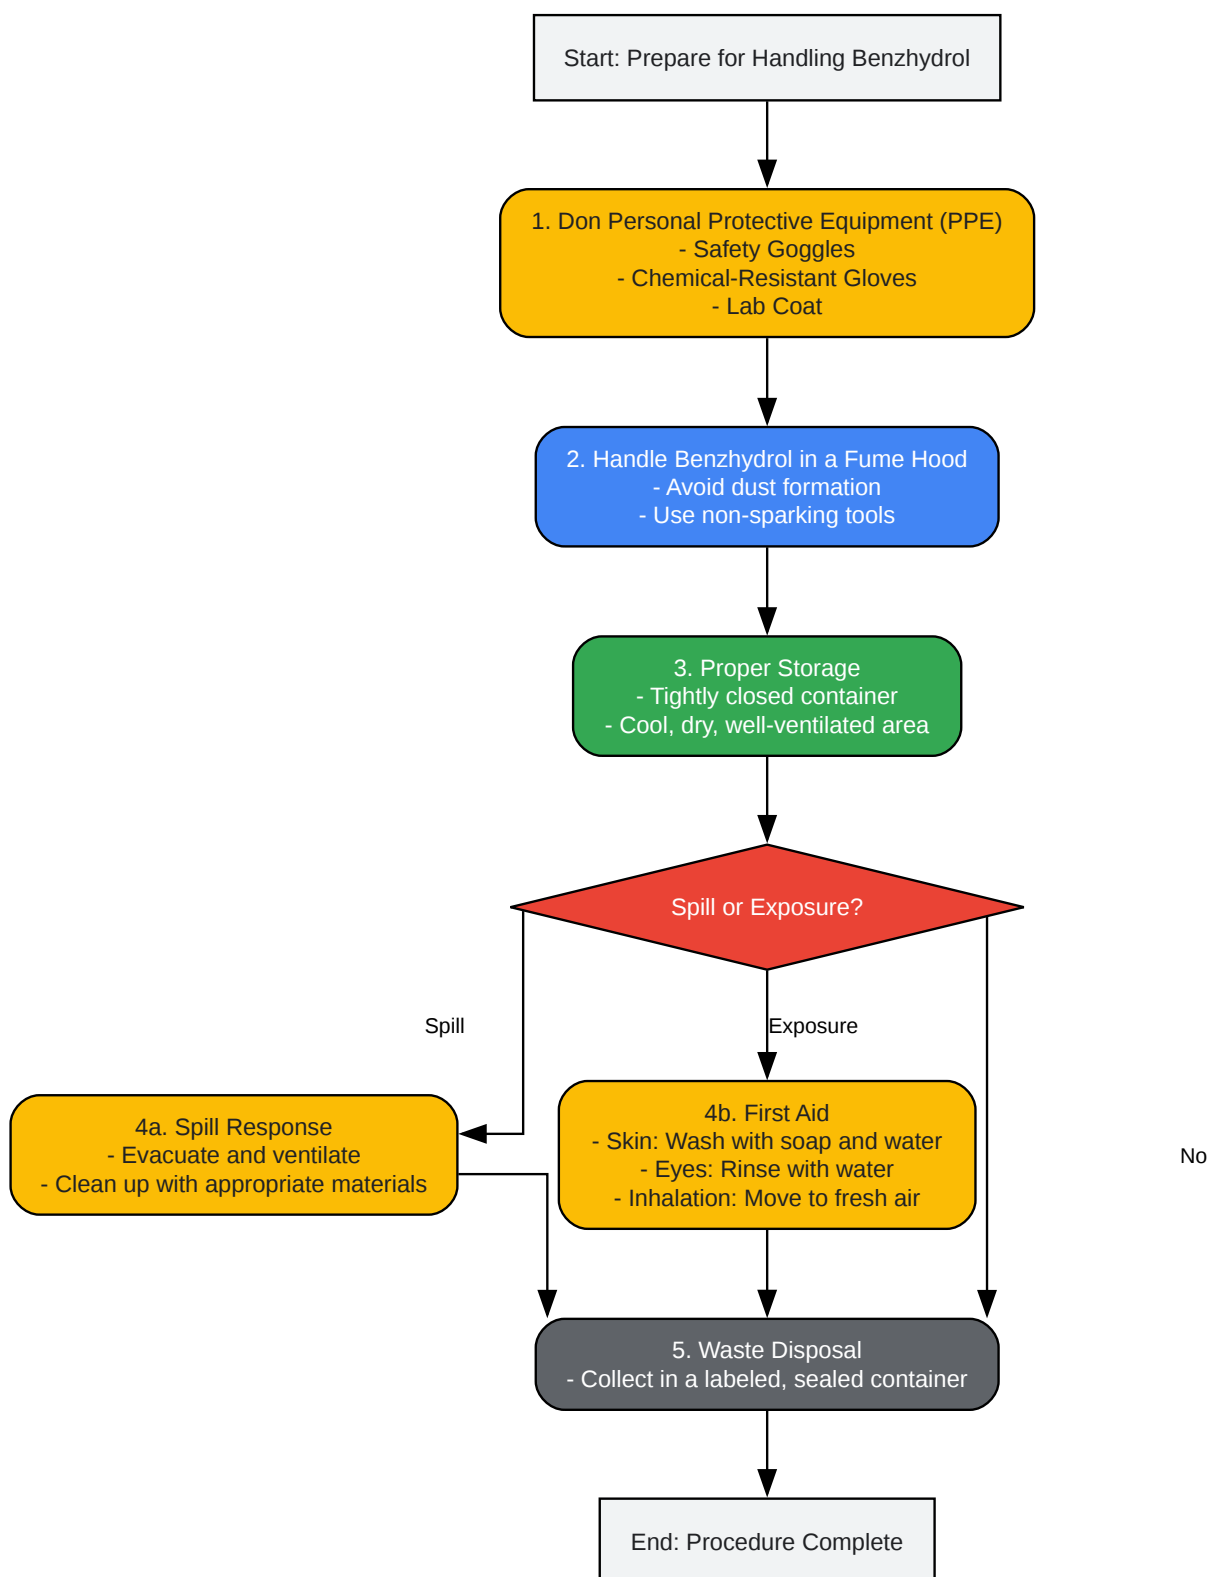 Start: Prepare for Handling Benzhydrol
1. Don Personal Protective Equipment (PPE)
- Safety Goggles
- Chemical-Resistant Gloves
- Lab Coat
2. Handle Benzhydrol in a Fume Hood
- Avoid dust formation
- Use non-sparking tools
3. Proper Storage
- Tightly closed container
- Cool, dry, well-ventilated area
Spill or Exposure?
Spill
Exposure
4a. Spill Response
- Evacuate and ventilate
- Clean up with appropriate materials
4b. First Aid
- Skin: Wash with soap and water
- Eyes: Rinse with water
- Inhalation: Move to fresh air
No
5. Waste Disposal
- Collect in a labeled, sealed container
End: Procedure Complete